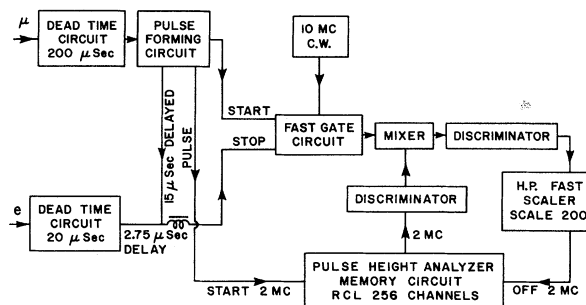 μ
DEAD TIME
CIRCUIT
200 μ Sec
PULSE
FORMING
CIRCUIT
10 MC
C.W.
START
STOP
FAST GATE
CIRCUIT
MIXER
DISCRIMINATOR
15 μ Sec DELAYED
PULSE
H.P. FAST
SCALER
SCALE 200
DISCRIMINATOR
e
DEAD TIME
CIRCUIT
20 μ Sec
2.75 μ Sec
DELAY
2 MC
START 2 MC
PULSE HEIGHT ANALYZER
MEMORY CIRCUIT
RCL 256 CHANNELS
OFF 2 MC